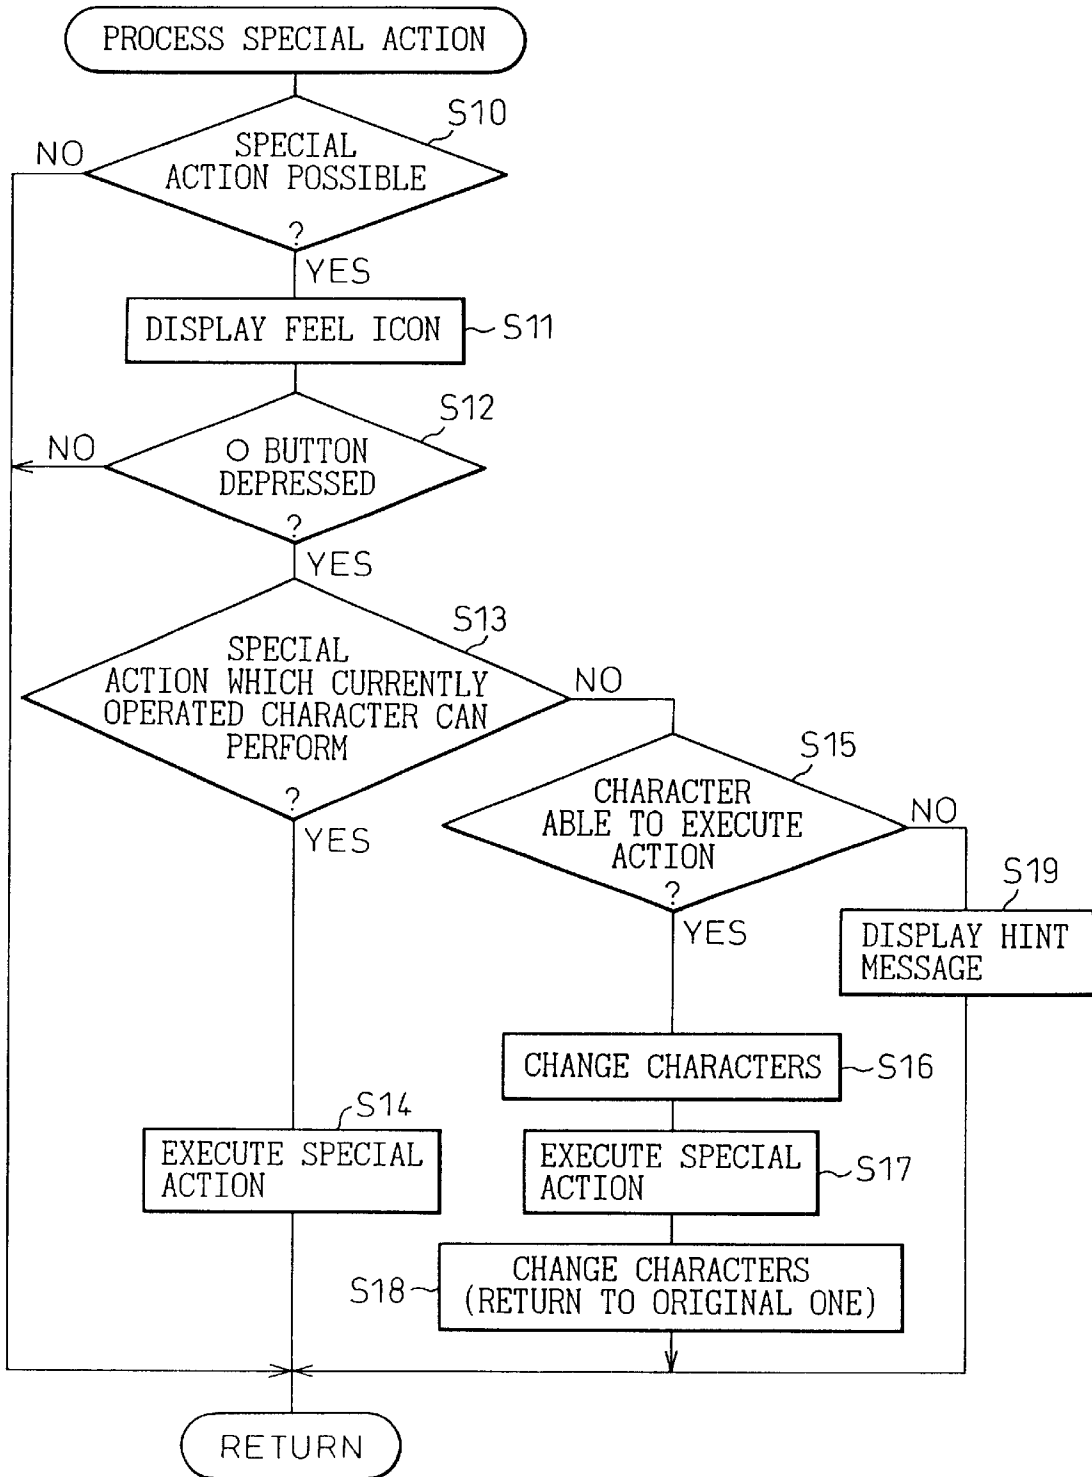 PROCESS SPECIAL ACTION
S10
NO
SPECIAL
ACTION POSSIBLE
?
YES
DISPLAY FEEL ICON
S11
S12
NO
○ BUTTON
DEPRESSED
?
YES
S13
SPECIAL
ACTION WHICH CURRENTLY
OPERATED CHARACTER CAN
PERFORM
?
NO
YES
S15
CHARACTER
ABLE TO EXECUTE
ACTION
?
NO
YES
S19
DISPLAY HINT
MESSAGE
CHANGE CHARACTERS
S16
S14
EXECUTE SPECIAL
ACTION
EXECUTE SPECIAL
ACTION
S17
S18
CHANGE CHARACTERS
(RETURN TO ORIGINAL ONE)
RETURN